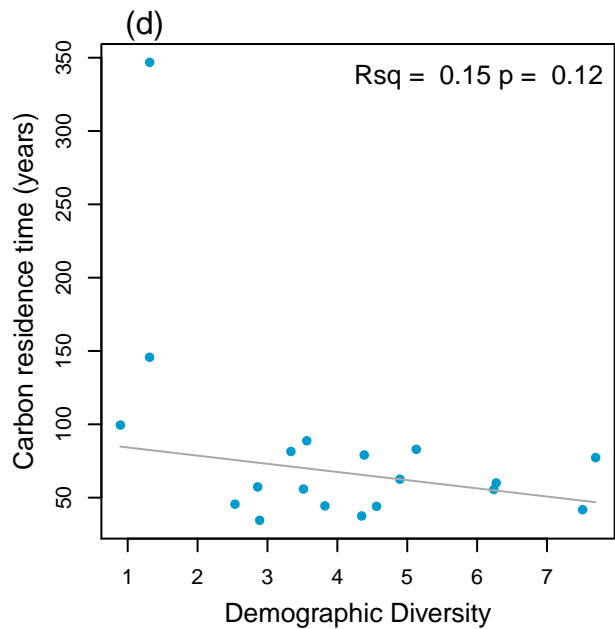 (d)
Rsq = 0.15 p = 0.12
Carbon residence time (years)
350
300
250
200
150
100
50
1 2 3 4 5 6 7
Demographic Diversity